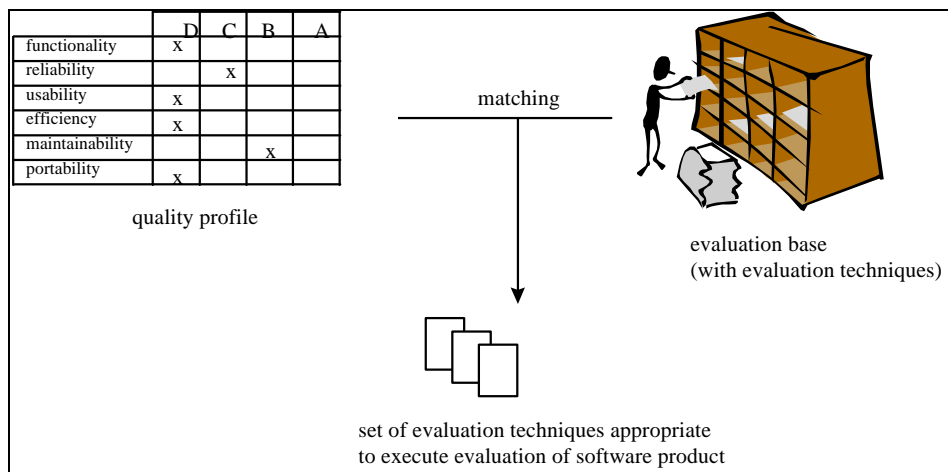 D C B A
functionality x
reliability x
usability x
efficiency x
maintainability x
portability x
quality profile
matching
evaluation base
(with evaluation techniques)
set of evaluation techniques appropriate
to execute evaluation of software product